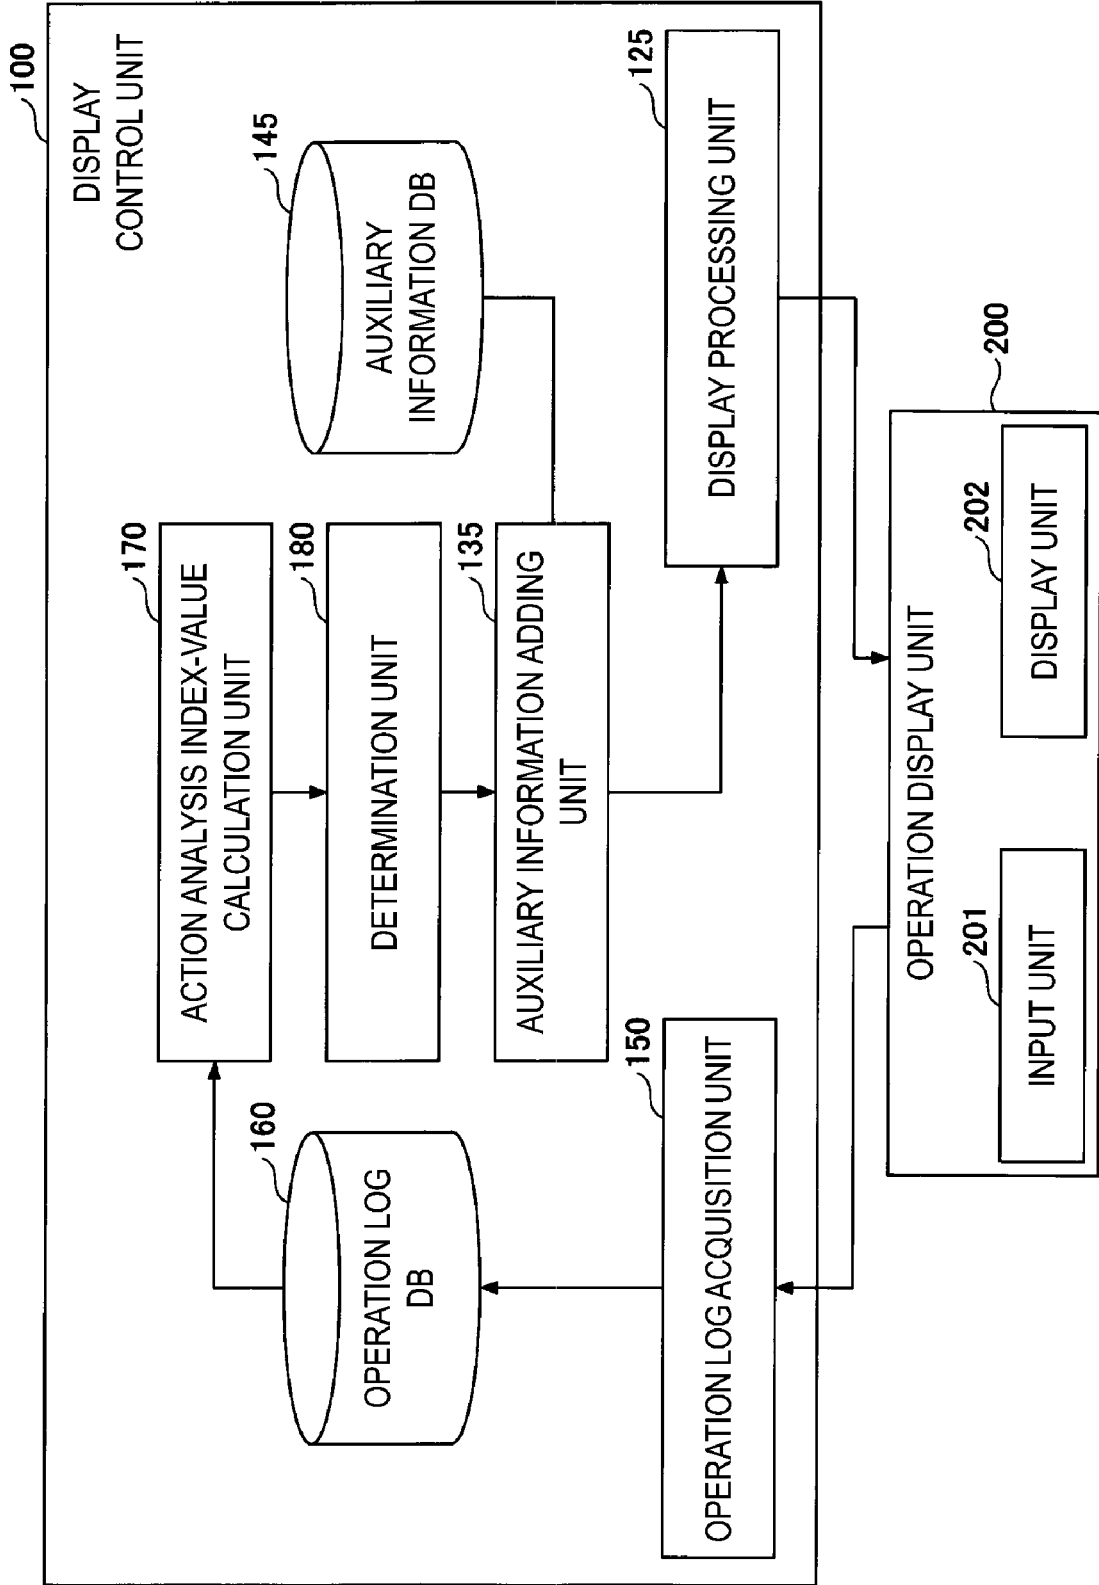 100
DISPLAY
CONTROL UNIT
170
ACTION ANALYSIS INDEX-VALUE
CALCULATION UNIT
160
OPERATION LOG
DB
180
DETERMINATION UNIT
145
AUXILIARY
INFORMATION DB
135
AUXILIARY INFORMATION ADDING
UNIT
150
OPERATION LOG ACQUISITION UNIT
125
DISPLAY PROCESSING UNIT
200
OPERATION DISPLAY UNIT
201
INPUT UNIT
202
DISPLAY UNIT